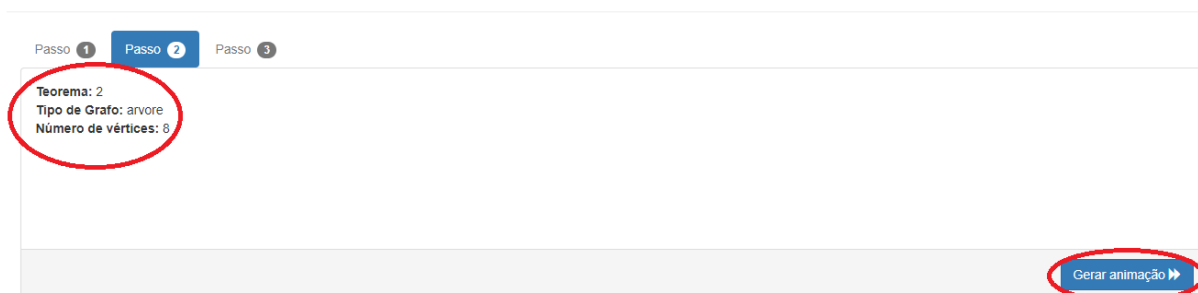 Passo 1 Passo 2 Passo 3
Teorema: 2
Tipo de Grafo: arvore
Número de vértices: 8
Gerar animação